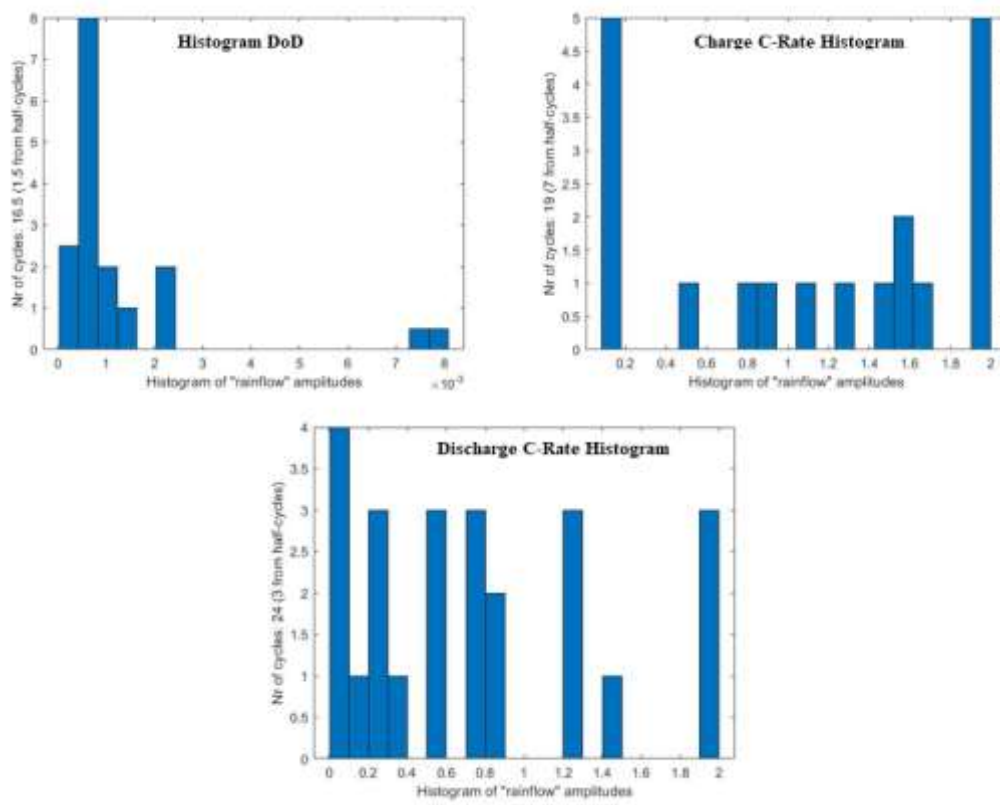 Histogram DoD
Nr of cycles: 16.5 (1.5 from half-cycles)
8
7
6
5
4
3
2
1
0
0 1 2 3 4 5 6 7 8
×10⁻³
Histogram of "rainflow" amplitudes
Charge C-Rate Histogram
Nr of cycles: 19 (7 from half-cycles)
5
4.5
4
3.5
3
2.5
2
1.5
1
0.5
0
0.2 0.4 0.6 0.8 1 1.2 1.4 1.6 1.8 2
Histogram of "rainflow" amplitudes
Discharge C-Rate Histogram
Nr of cycles: 24 (3 from half-cycles)
4
3.5
3
2.5
2
1.5
1
0.5
0
0 0.2 0.4 0.6 0.8 1 1.2 1.4 1.6 1.8 2
Histogram of "rainflow" amplitudes